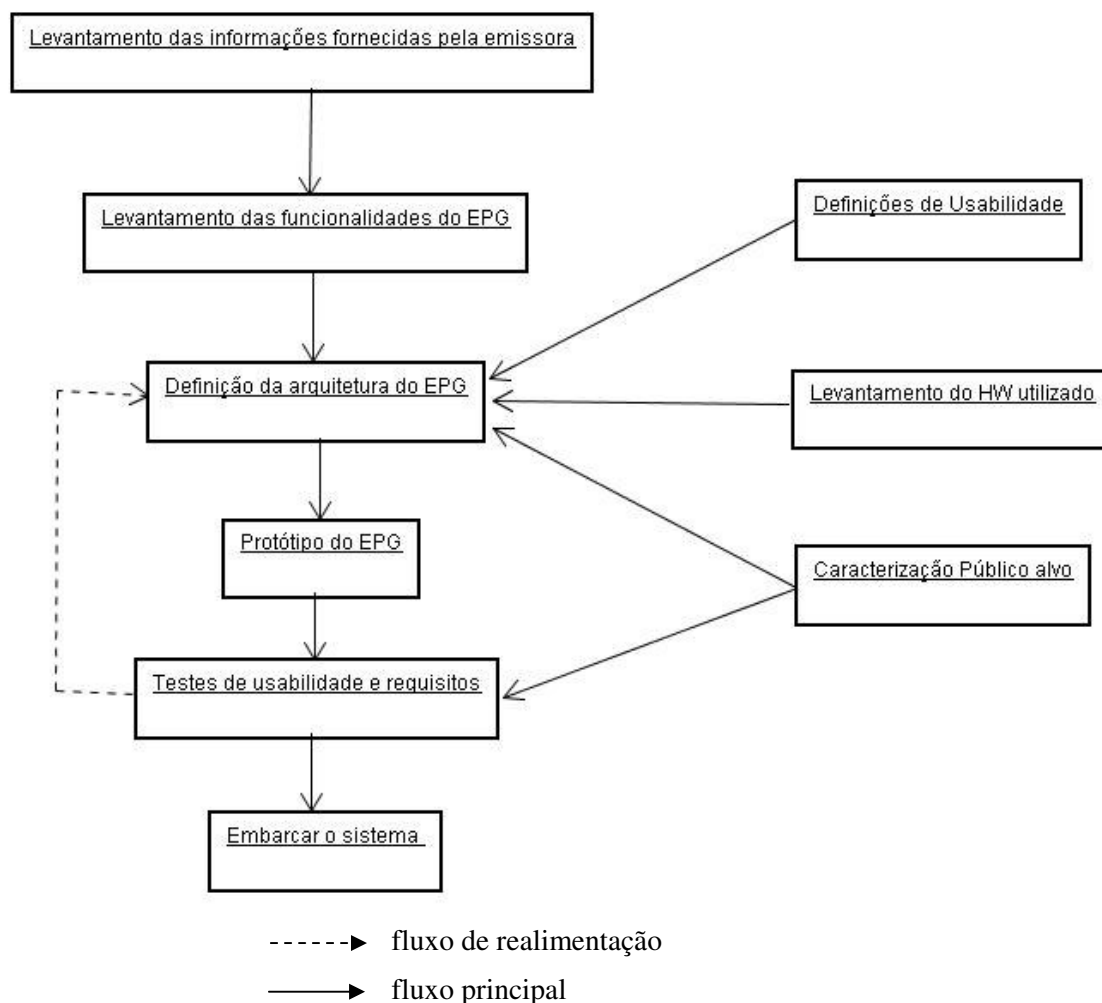 Levantamento das informações fornecidas pela emissora
Levantamento das funcionalidades do EPG
Definições de Usabilidade
Definição da arquitetura do EPG
Levantamento do HW utilizado
Protótipo do EPG
Caracterização Público alvo
Testes de usabilidade e requisitos
Embarcar o sistema
fluxo de realimentação
fluxo principal